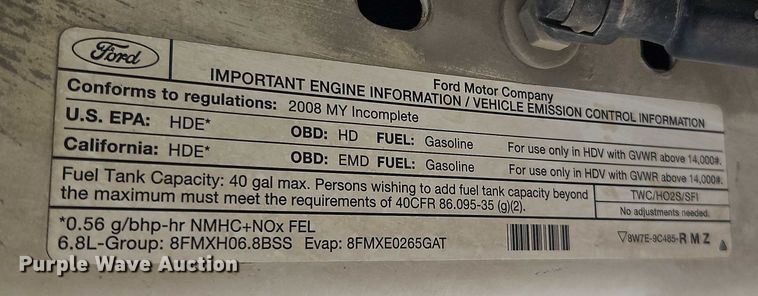 Ford
Ford Motor Company
IMPORTANT ENGINE INFORMATION / VEHICLE EMISSION CONTROL INFORMATION
Conforms to regulations: 2008 MY Incomplete
U.S. EPA: HDE* OBD: HD FUEL: Gasoline For use only in HDV with GVWR above 14,000#.
California: HDE* OBD: EMD FUEL: Gasoline For use only in HDV with GVWR above 14,000#.
Fuel Tank Capacity: 40 gal max. Persons wishing to add fuel tank capacity beyond
the maximum must meet the requirements of 40CFR 86.095-35 (g)(2).
TWC/HO2S/SFI
No adjustments needed.
*0.56 g/bhp-hr NMHC+NOx FEL
6.8L-Group: 8FMXH06.8BSS Evap: 8FMXE0265GAT
▽8W7E-9C485-RMZ
Purple Wave Auction